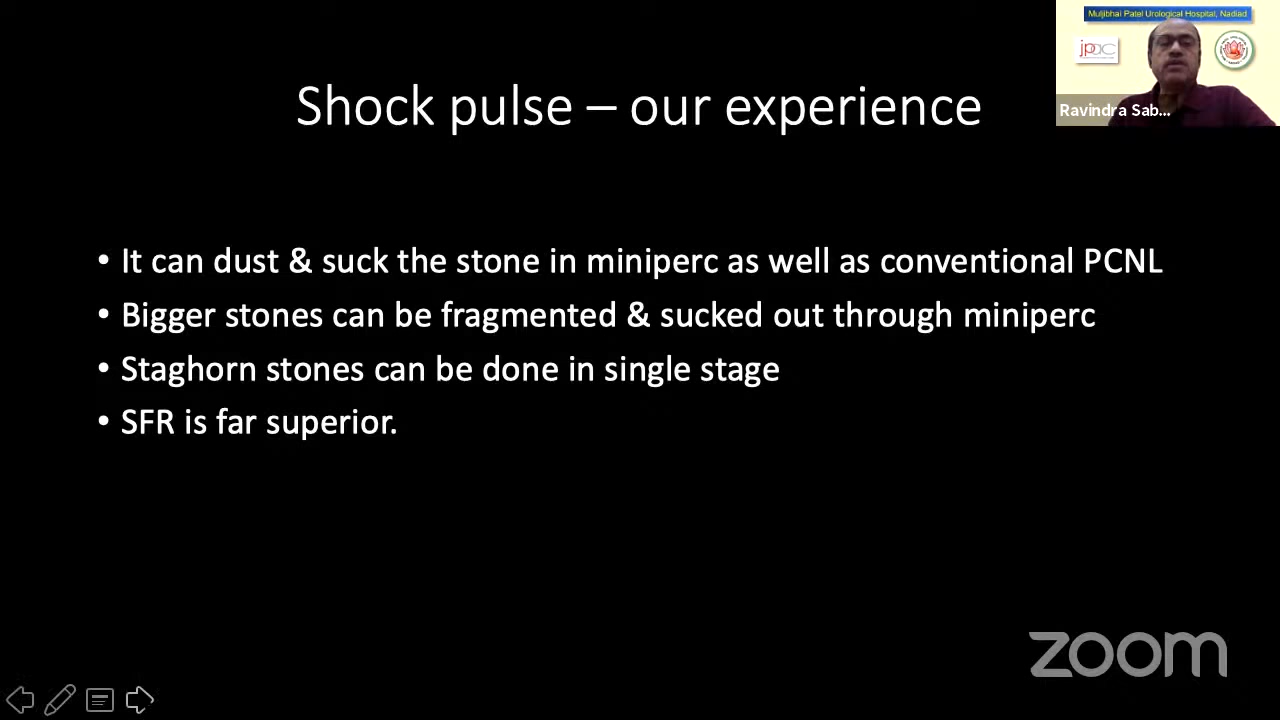 Muljibhai Patel Urological Hospital, Nadiad
jpac
Ravindra Sab...
Shock pulse – our experience
• It can dust & suck the stone in miniperc as well as conventional PCNL
• Bigger stones can be fragmented & sucked out through miniperc
• Staghorn stones can be done in single stage
• SFR is far superior.
zoom